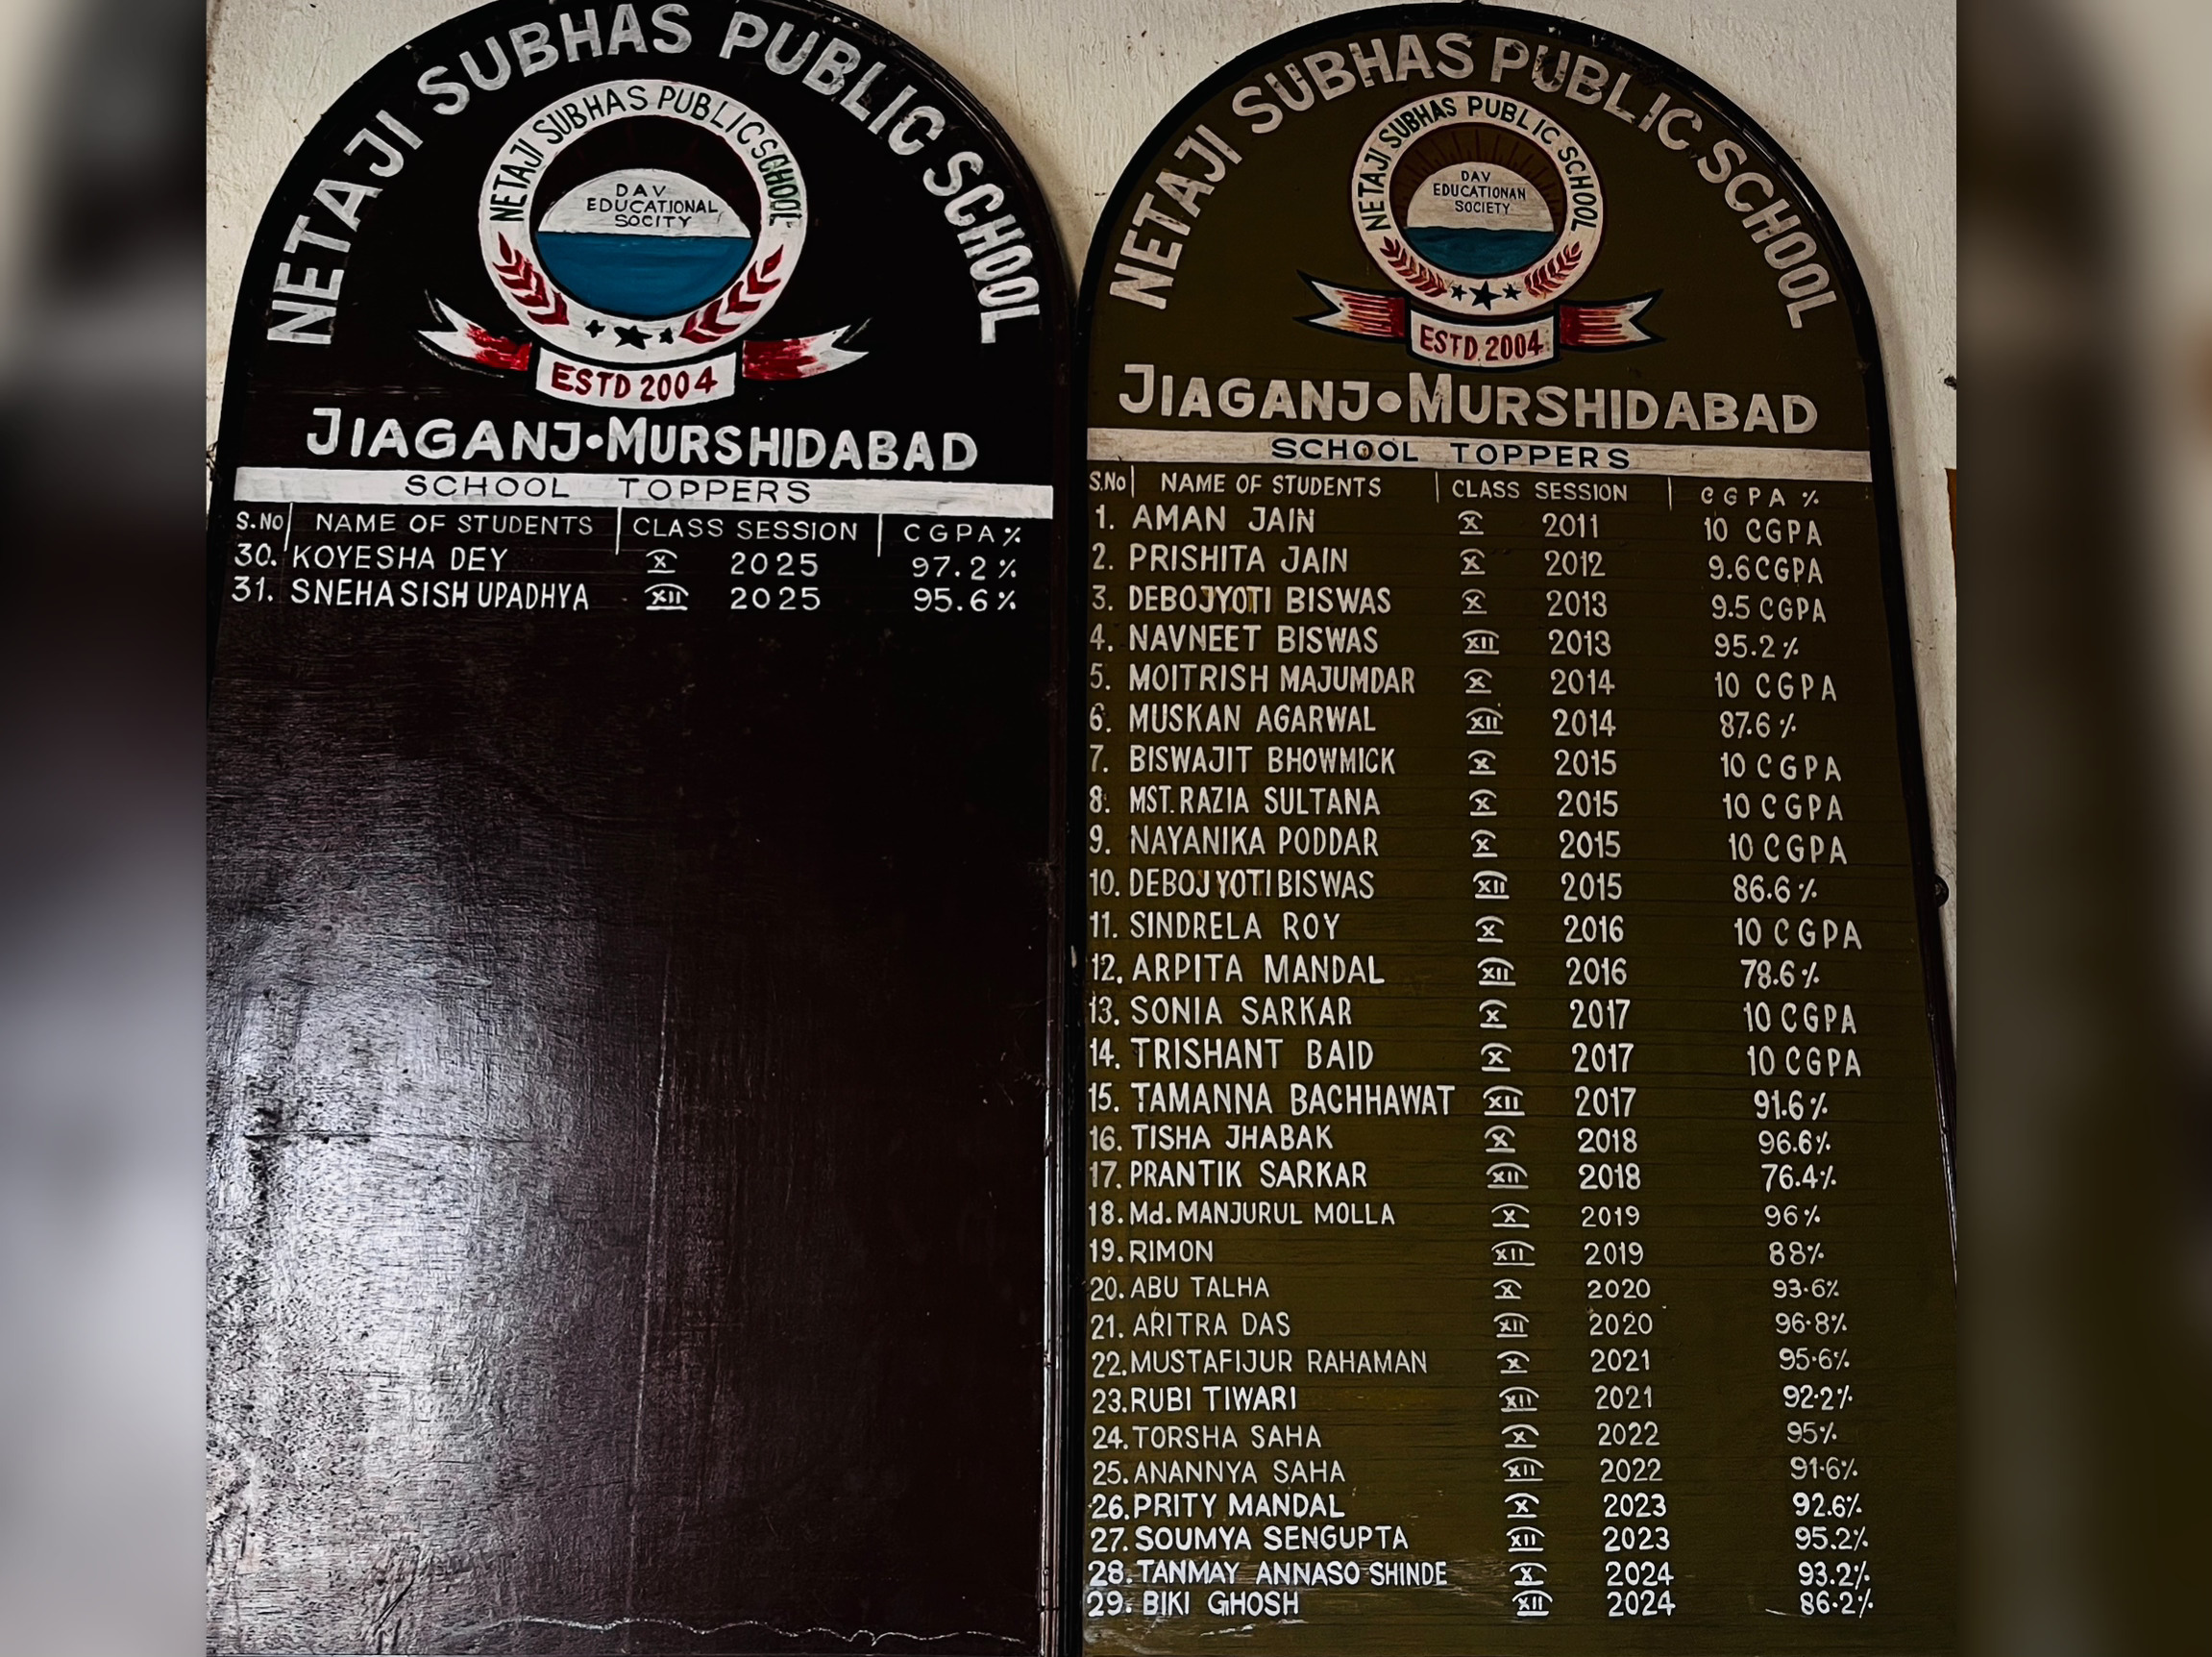 NETAJI SUBHAS PUBLIC SCHOOL
NETAJI SUBHAS PUBLIC SCHOOL
DAV
EDUCATIONAL
SOCITY
ESTD 2004
JIAGANJ•MURSHIDABAD
SCHOOL TOPPERS
S.NO NAME OF STUDENTS CLASS SESSION CGPA%
30. KOYESHA DEY X 2025 97.2%
31. SNEHASISH UPADHYA XII 2025 95.6%
NETAJI SUBHAS PUBLIC SCHOOL
NETAJI SUBHAS PUBLIC SCHOOL
DAV
EDUCATIONAN
SOCIETY
ESTD 2004
JIAGANJ•MURSHIDABAD
SCHOOL TOPPERS
S.No NAME OF STUDENTS CLASS SESSION CGPA %
1. AMAN JAIN X 2011 10 CGPA
2. PRISHITA JAIN X 2012 9.6 CGPA
3. DEBOJYOTI BISWAS X 2013 9.5 CGPA
4. NAVNEET BISWAS XII 2013 95.2%
5. MOITRISH MAJUMDAR X 2014 10 CGPA
6. MUSKAN AGARWAL XII 2014 87.6%
7. BISWAJIT BHOWMICK X 2015 10 CGPA
8. MST. RAZIA SULTANA X 2015 10 CGPA
9. NAYANIKA PODDAR X 2015 10 CGPA
10. DEBOJYOTI BISWAS XII 2015 86.6%
11. SINDRELA ROY X 2016 10 CGPA
12. ARPITA MANDAL XII 2016 78.6%
13. SONIA SARKAR X 2017 10 CGPA
14. TRISHANT BAID X 2017 10 CGPA
15. TAMANNA BACHHAWAT XII 2017 91.6%
16. TISHA JHABAK X 2018 96.6%
17. PRANTIK SARKAR XII 2018 76.4%
18. Md. MANJURUL MOLLA X 2019 96%
19. RIMON XII 2019 88%
20. ABU TALHA X 2020 93.6%
21. ARITRA DAS XII 2020 96.8%
22. MUSTAFIJUR RAHAMAN X 2021 95.6%
23. RUBI TIWARI XII 2021 92.2%
24. TORSHA SAHA X 2022 95%
25. ANANNYA SAHA XII 2022 91.6%
26. PRITY MANDAL X 2023 92.6%
27. SOUMYA SENGUPTA XII 2023 95.2%
28. TANMAY ANNASO SHINDE X 2024 93.2%
29. BIKI GHOSH XII 2024 86.2%